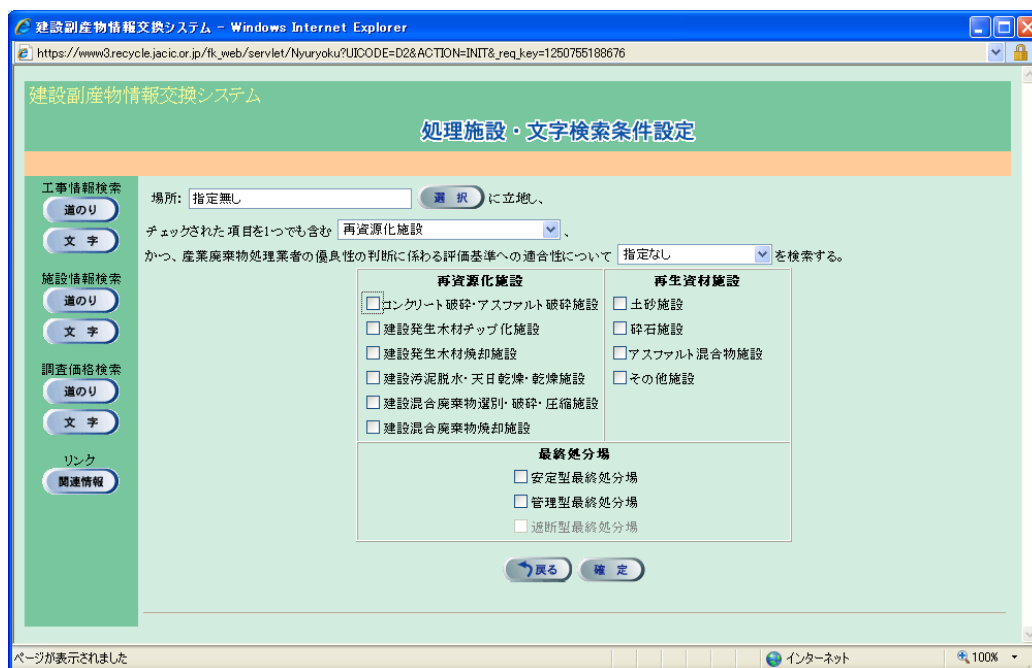 建設副産物情報交換システム - Windows Internet Explorer
https://www3.recycle.jacic.or.jp/fk_web/servlet/Nyuryoku?UICODE=D2&ACTION=INIT&_req_key=1250755188676
建設副産物情報交換システム
処理施設・文字検索条件設定
工事情報検索
道のり
文 字
施設情報検索
道のり
文 字
調査価格検索
道のり
文 字
リンク
関連情報
場所: 指定無し 選 択 に立地し、
チェックされた項目を1つでも含む 再資源化施設 、
かつ、産業廃棄物処理業者の優良性の判断に係わる評価基準への適合性について 指定なし を検索する。
再資源化施設
コンクリート破砕・アスファルト破砕施設
建設発生木材チップ化施設
建設発生木材焼却施設
建設汚泥脱水・天日乾燥・乾燥施設
建設混合廃棄物選別・破砕・圧縮施設
建設混合廃棄物焼却施設
再生資材施設
土砂施設
砕石施設
アスファルト混合物施設
その他施設
最終処分場
安定型最終処分場
管理型最終処分場
遮断型最終処分場
戻る 確 定
ページが表示されました インターネット 100%